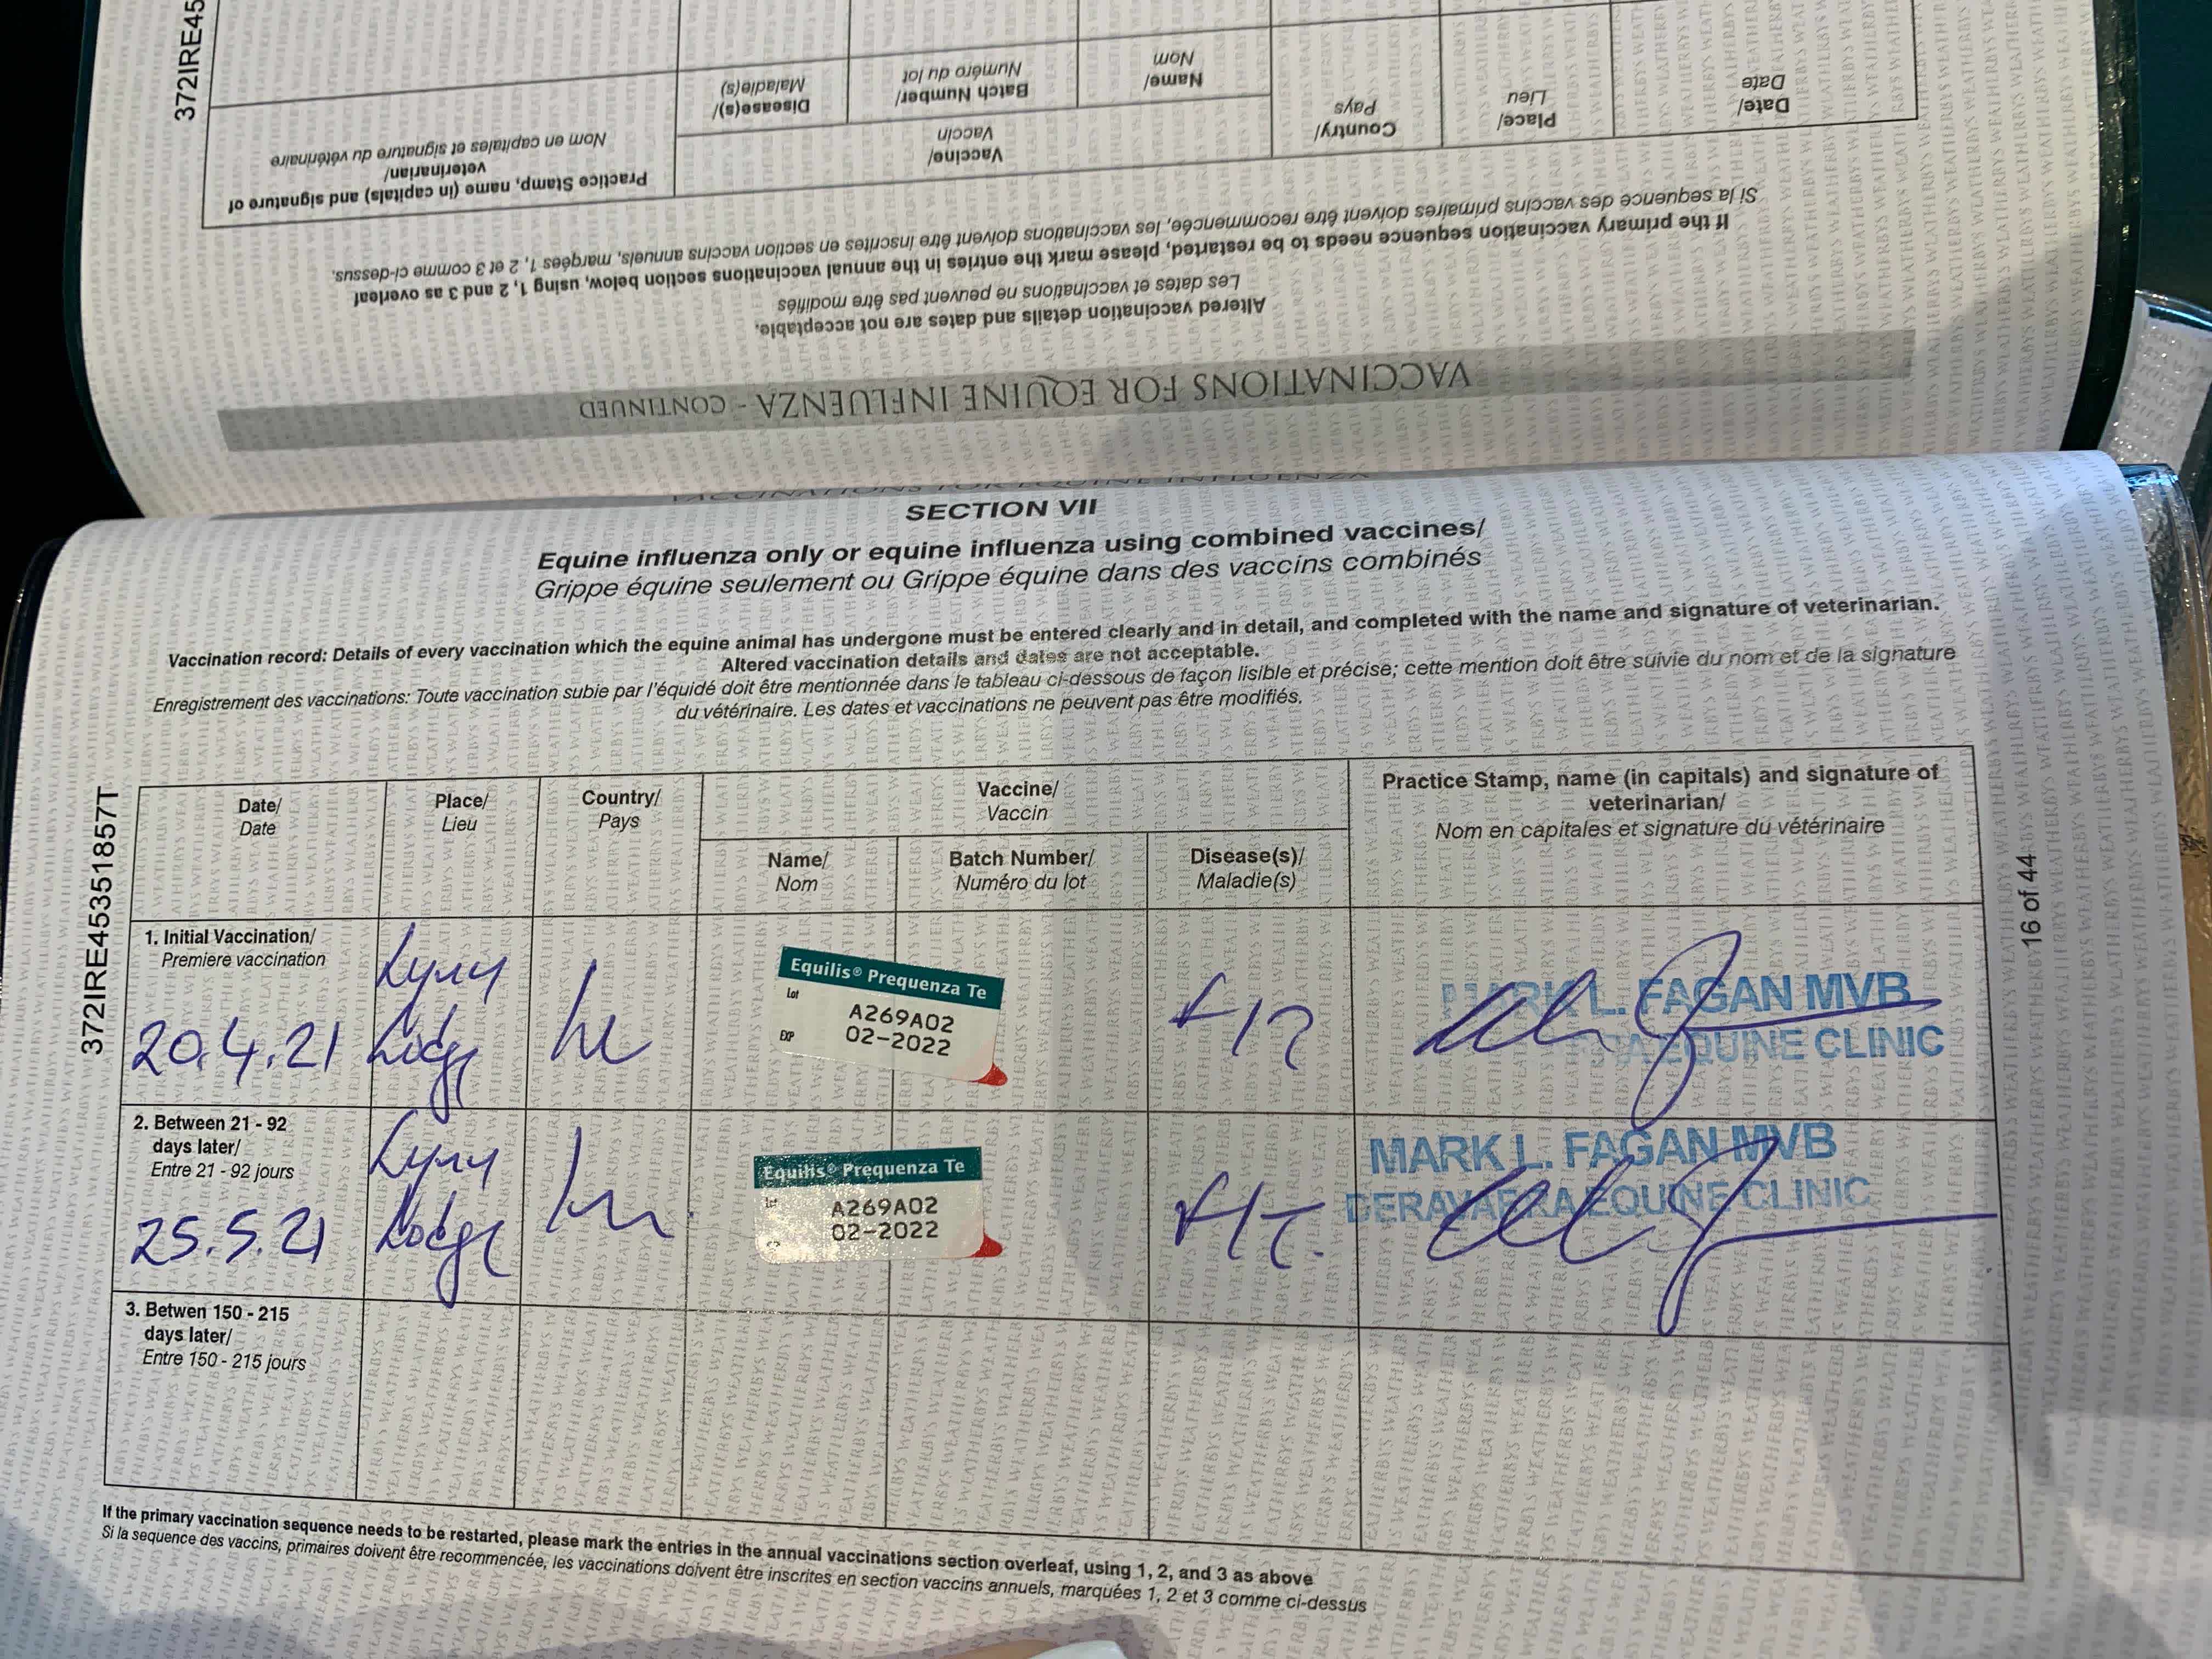 372IRE45
VACCINATIONS FOR EQUINE INFLUENZA - CONTINUED
Altered vaccination details and dates are not acceptable.
Les dates et vaccinations ne peuvent pas être modifiés
If the primary vaccination sequence needs to be restarted, please mark the entries in the annual vaccinations section below, using 1, 2 and 3 as overleaf
Si la sequence des vaccins primaires doivent être recommencée, les vaccinations doivent être inscrites en section vaccins annuels, margées 1, 2 et 3 comme ci-dessus.
Date/
Date
Place/
Lieu
Country/
Pays
Vaccine/
Vaccin
Name/
Nom
Batch Number/
Numéro du lot
Disease(s)/
Maladie(s)
Practice Stamp, name (in capitals) and signature of
veterinarian/
Nom en capitales et signature du vétérinaire
SECTION VII
Equine influenza only or equine influenza using combined vaccines/
Grippe équine seulement ou Grippe équine dans des vaccins combinés
Vaccination record: Details of every vaccination which the equine animal has undergone must be entered clearly and in detail, and completed with the name and signature of veterinarian.
Altered vaccination details and dates are not acceptable.
Enregistrement des vaccinations: Toute vaccination subie par l'équidé doit être mentionnée dans le tableau ci-dessous de façon lisible et précise; cette mention doit être suivie du nom et de la signature
du vétérinaire. Les dates et vaccinations ne peuvent pas être modifiés.
372IRE45351857T
16 of 44
Date/
Date
Place/
Lieu
Country/
Pays
Vaccine/
Vaccin
Name/
Nom
Batch Number/
Numéro du lot
Disease(s)/
Maladie(s)
Practice Stamp, name (in capitals) and signature of
veterinarian/
Nom en capitales et signature du vétérinaire
1. Initial Vaccination/
Premiere vaccination
20.4.21
Lodge
Equilis® Prequenza Te
Lot
A269A02
EXP
02-2022
MARK L. FAGAN MVB
EQUINE CLINIC
2. Between 21 - 92
days later/
Entre 21 - 92 jours
25.5.21
Lodge
Equilis® Prequenza Te
Lot
A269A02
02-2022
MARK L. FAGAN MVB
EQUINE CLINIC
3. Betwen 150 - 215
days later/
Entre 150 - 215 jours
If the primary vaccination sequence needs to be restarted, please mark the entries in the annual vaccinations section overleaf, using 1, 2, and 3 as above
Si la sequence des vaccins, primaires doivent être recommencée, les vaccinations doivent être inscrites en section vaccins annuels, marquées 1, 2 et 3 comme ci-dessus